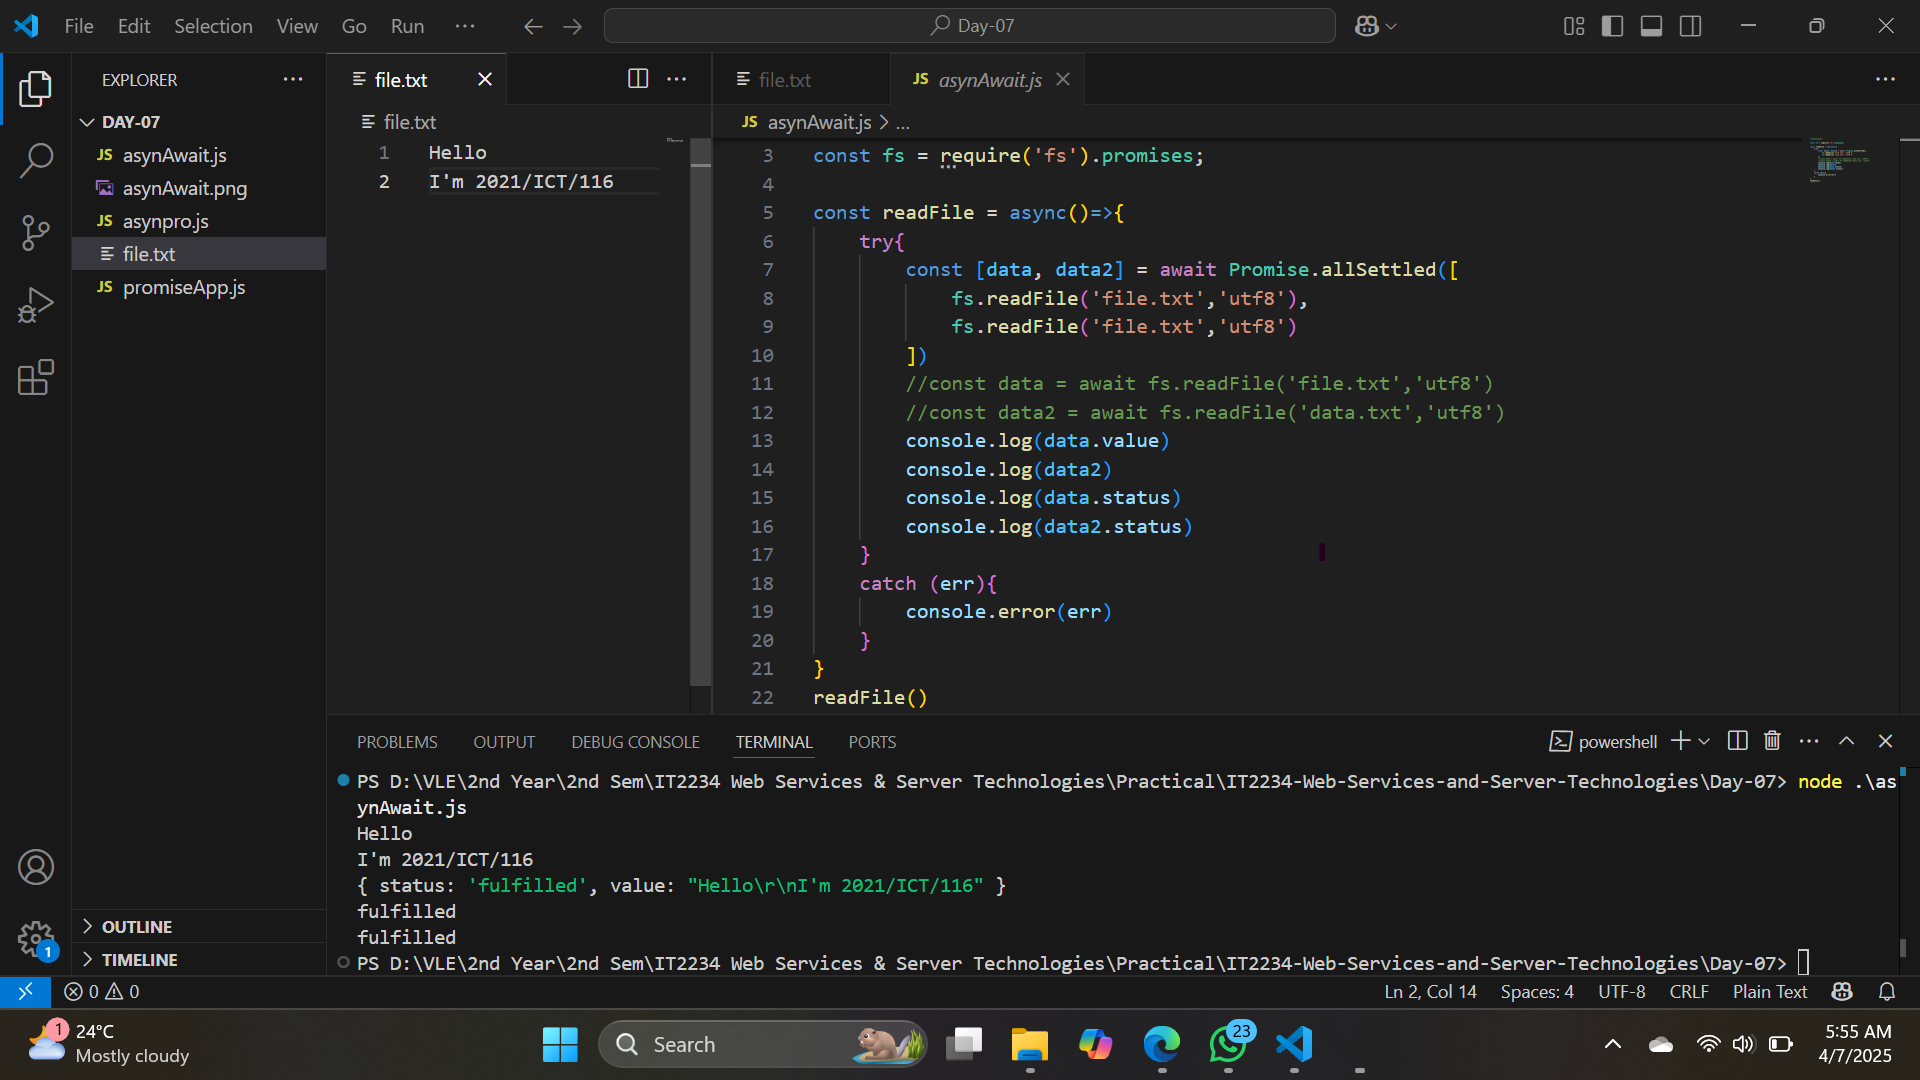 File Edit Selection View Go Run ··· Day-07
EXPLORER
DAY-07
JS asynAwait.js
asynAwait.png
JS asynpro.js
file.txt
JS promiseApp.js
OUTLINE
TIMELINE
file.txt
file.txt
1 Hello
2 I'm 2021/ICT/116
file.txt JS asynAwait.js
JS asynAwait.js > ...
3 const fs = require('fs').promises;
4
5 const readFile = async()=>{
6 try{
7 const [data, data2] = await Promise.allSettled([
8 fs.readFile('file.txt','utf8'),
9 fs.readFile('file.txt','utf8')
10 ])
11 //const data = await fs.readFile('file.txt','utf8')
12 //const data2 = await fs.readFile('data.txt','utf8')
13 console.log(data.value)
14 console.log(data2)
15 console.log(data.status)
16 console.log(data2.status)
17 }
18 catch (err){
19 console.error(err)
20 }
21 }
22 readFile()
PROBLEMS OUTPUT DEBUG CONSOLE TERMINAL PORTS powershell
PS D:\VLE\2nd Year\2nd Sem\IT2234 Web Services & Server Technologies\Practical\IT2234-Web-Services-and-Server-Technologies\Day-07> node .\as
ynAwait.js
Hello
I'm 2021/ICT/116
{ status: 'fulfilled', value: "Hello\r\nI'm 2021/ICT/116" }
fulfilled
fulfilled
PS D:\VLE\2nd Year\2nd Sem\IT2234 Web Services & Server Technologies\Practical\IT2234-Web-Services-and-Server-Technologies\Day-07>
1
0 0 Ln 2, Col 14 Spaces: 4 UTF-8 CRLF Plain Text
1 24°C
Mostly cloudy
Search
23
5:55 AM
4/7/2025